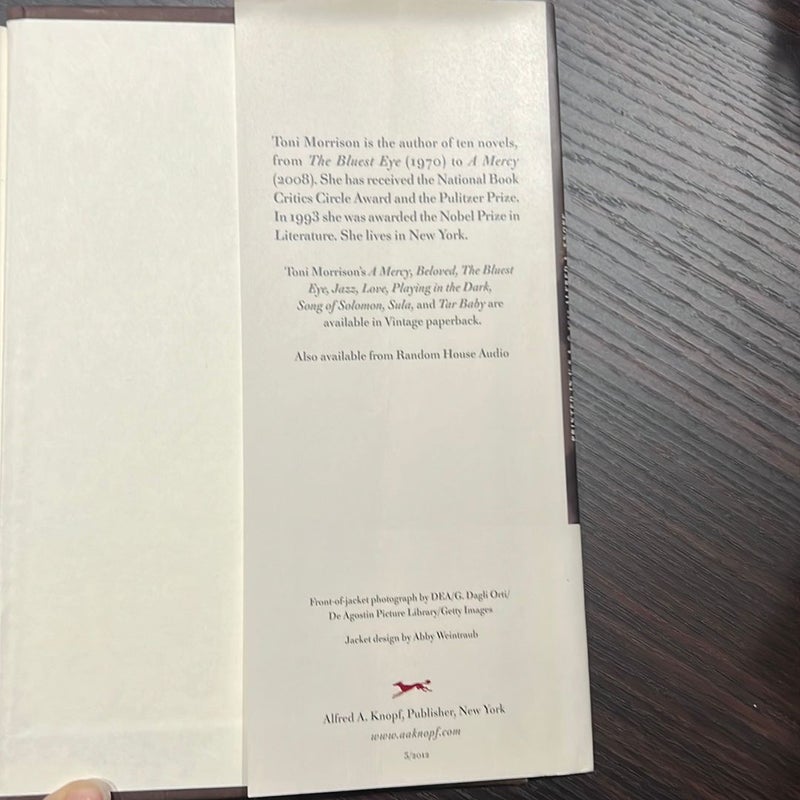 Toni Morrison is the author of ten novels,
from The Bluest Eye (1970) to A Mercy
(2008). She has received the National Book
Critics Circle Award and the Pulitzer Prize.
In 1993 she was awarded the Nobel Prize in
Literature. She lives in New York.
Toni Morrison's A Mercy, Beloved, The Bluest
Eye, Jazz, Love, Playing in the Dark,
Song of Solomon, Sula, and Tar Baby are
available in Vintage paperback.
Also available from Random House Audio
Front-of-jacket photograph by DEA/G. Dagli Orti/
De Agostin Picture Library/Getty Images
Jacket design by Abby Weintraub
Alfred A. Knopf, Publisher, New York
www.aaknopf.com
5/2012
PRINTED IN